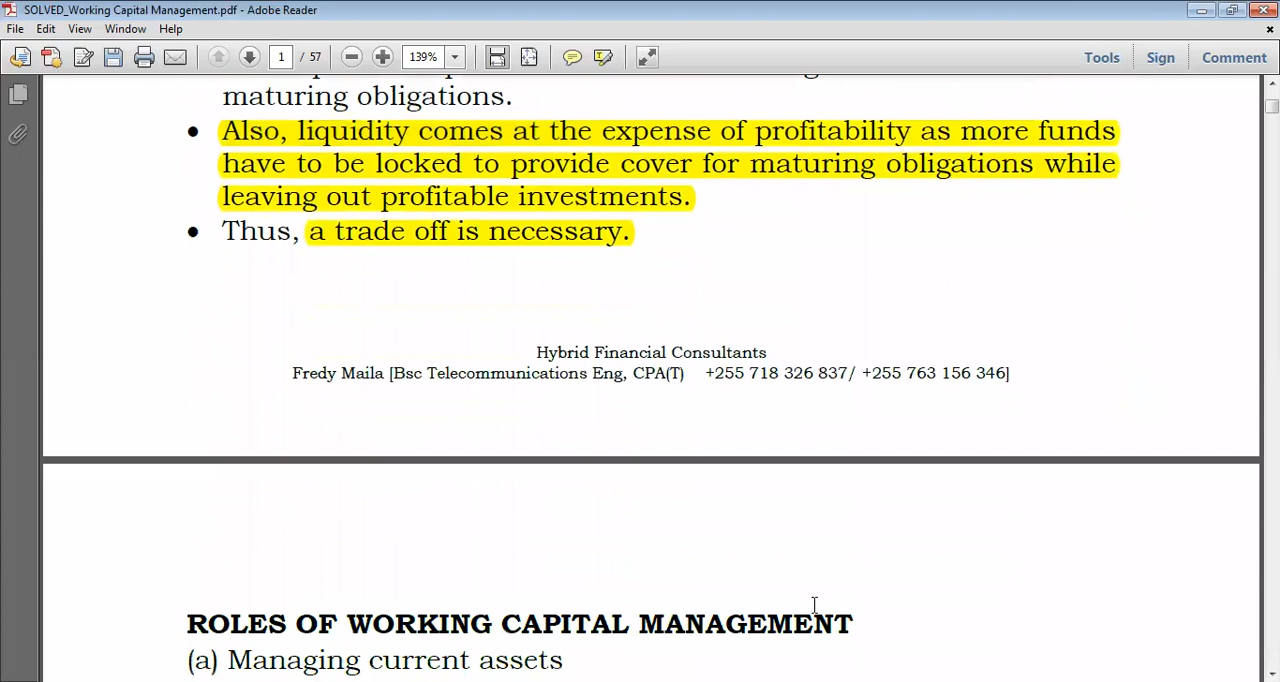 SOLVED_Working Capital Management.pdf - Adobe Reader
File Edit View Window Help
1 / 57 139% Tools Sign Comment
maturing obligations.
• Also, liquidity comes at the expense of profitability as more funds
have to be locked to provide cover for maturing obligations while
leaving out profitable investments.
• Thus, a trade off is necessary.
Hybrid Financial Consultants
Fredy Maila [Bsc Telecommunications Eng, CPA(T) +255 718 326 837/ +255 763 156 346]
ROLES OF WORKING CAPITAL MANAGEMENT
(a) Managing current assets